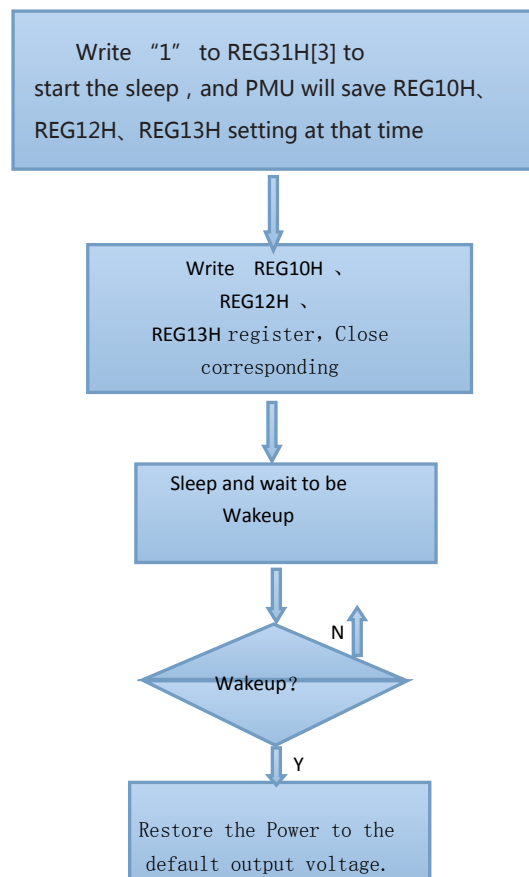 Write “1” to REG31H[3] to
start the sleep , and PMU will save REG10H、
REG12H、REG13H setting at that time
Write REG10H 、
REG12H 、
REG13H register, Close
corresponding
Sleep and wait to be
Wakeup
N
Wakeup?
Y
Restore the Power to the
default output voltage.